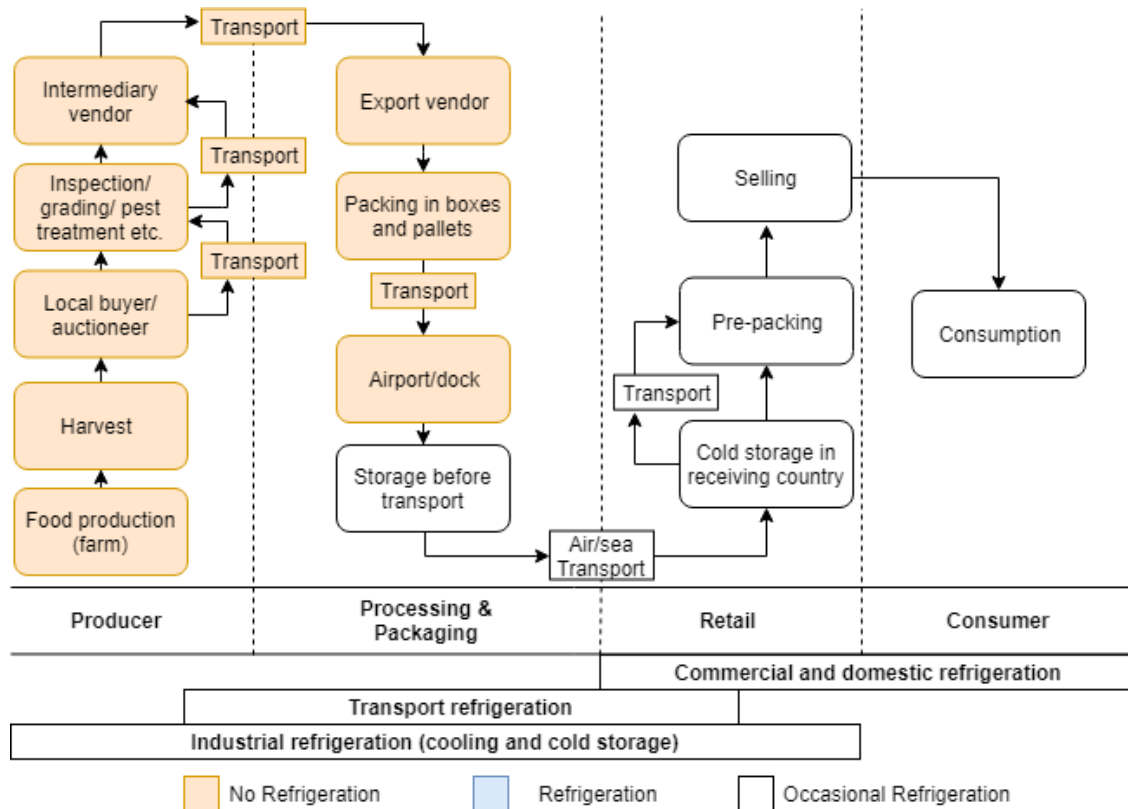 Transport
Intermediary
vendor
Transport
Inspection/
grading/ pest
treatment etc.
Transport
Local buyer/
auctioneer
Harvest
Food production
(farm)
Export vendor
Packing in boxes
and pallets
Transport
Airport/dock
Storage before
transport
Air/sea
Transport
Selling
Pre-packing
Transport
Cold storage in
receiving country
Consumption
Producer
Processing &
Packaging
Retail
Consumer
Commercial and domestic refrigeration
Transport refrigeration
Industrial refrigeration (cooling and cold storage)
No Refrigeration
Refrigeration
Occasional Refrigeration